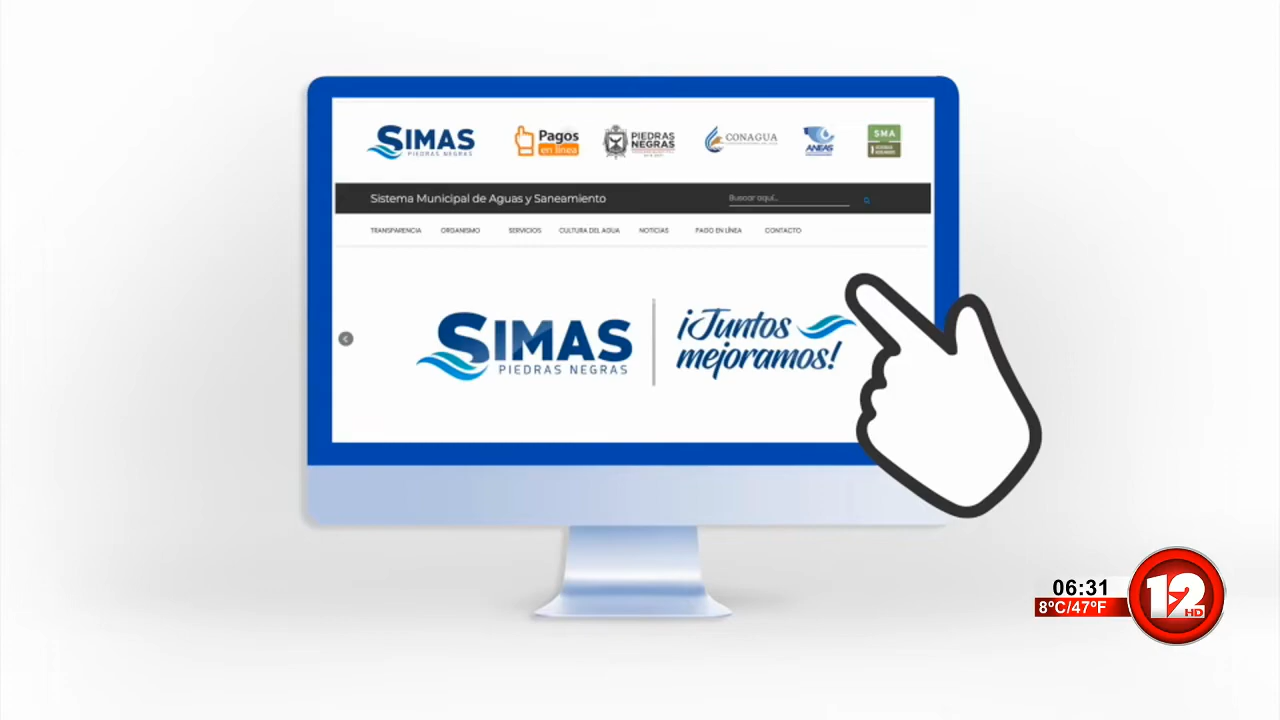 SIMAS
PIEDRAS NEGRAS
Pagos
en línea
PIEDRAS
NEGRAS
CONAGUA
ANEAS
SMA
Sistema Municipal de Aguas y Saneamiento
Buscar aquí...
TRANSPARENCIA ORGANISMO SERVICIOS CULTURA DEL AGUA NOTICIAS PAGO EN LÍNEA CONTACTO
SIMAS
PIEDRAS NEGRAS
¡Juntos
mejoramos!
06:31
8ºC/47ºF
12
HD